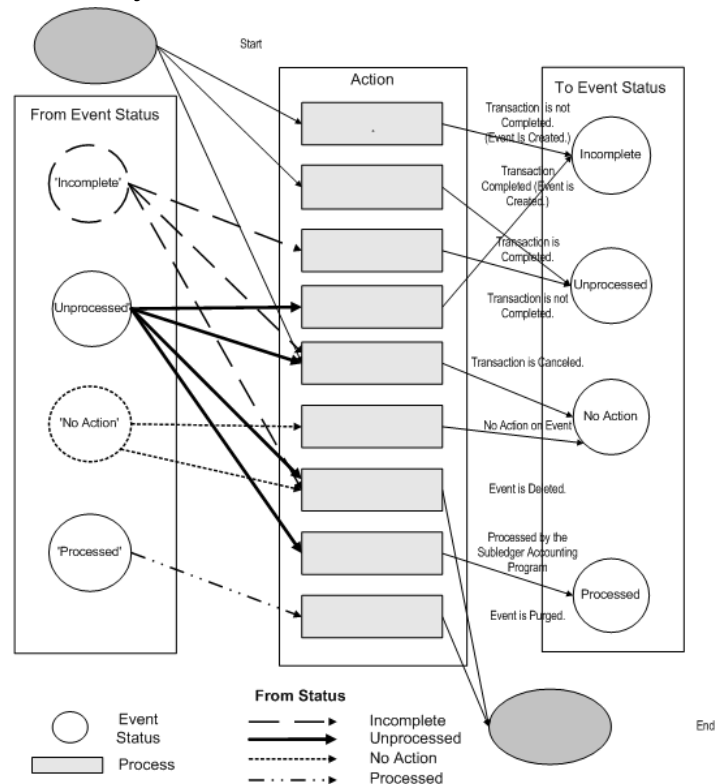 Start
From Event Status
'Incomplete'
Unprocessed'
'No Action'
'Processed'
Action
To Event Status
Transaction is not
Completed.
(Event Is Created.)
Transaction
Completed (Event is
Created.)
Transaction is
Completed.
Transaction is not
Completed.
Transaction is Canceled.
No Action on Event
Event is Deleted.
Processed by the
Subledger Accounting
Program
Event is Purged.
Incomplete
Unprocessed
No Action
Processed
End
Event
Status
Process
From Status
Incomplete
Unprocessed
No Action
Processed